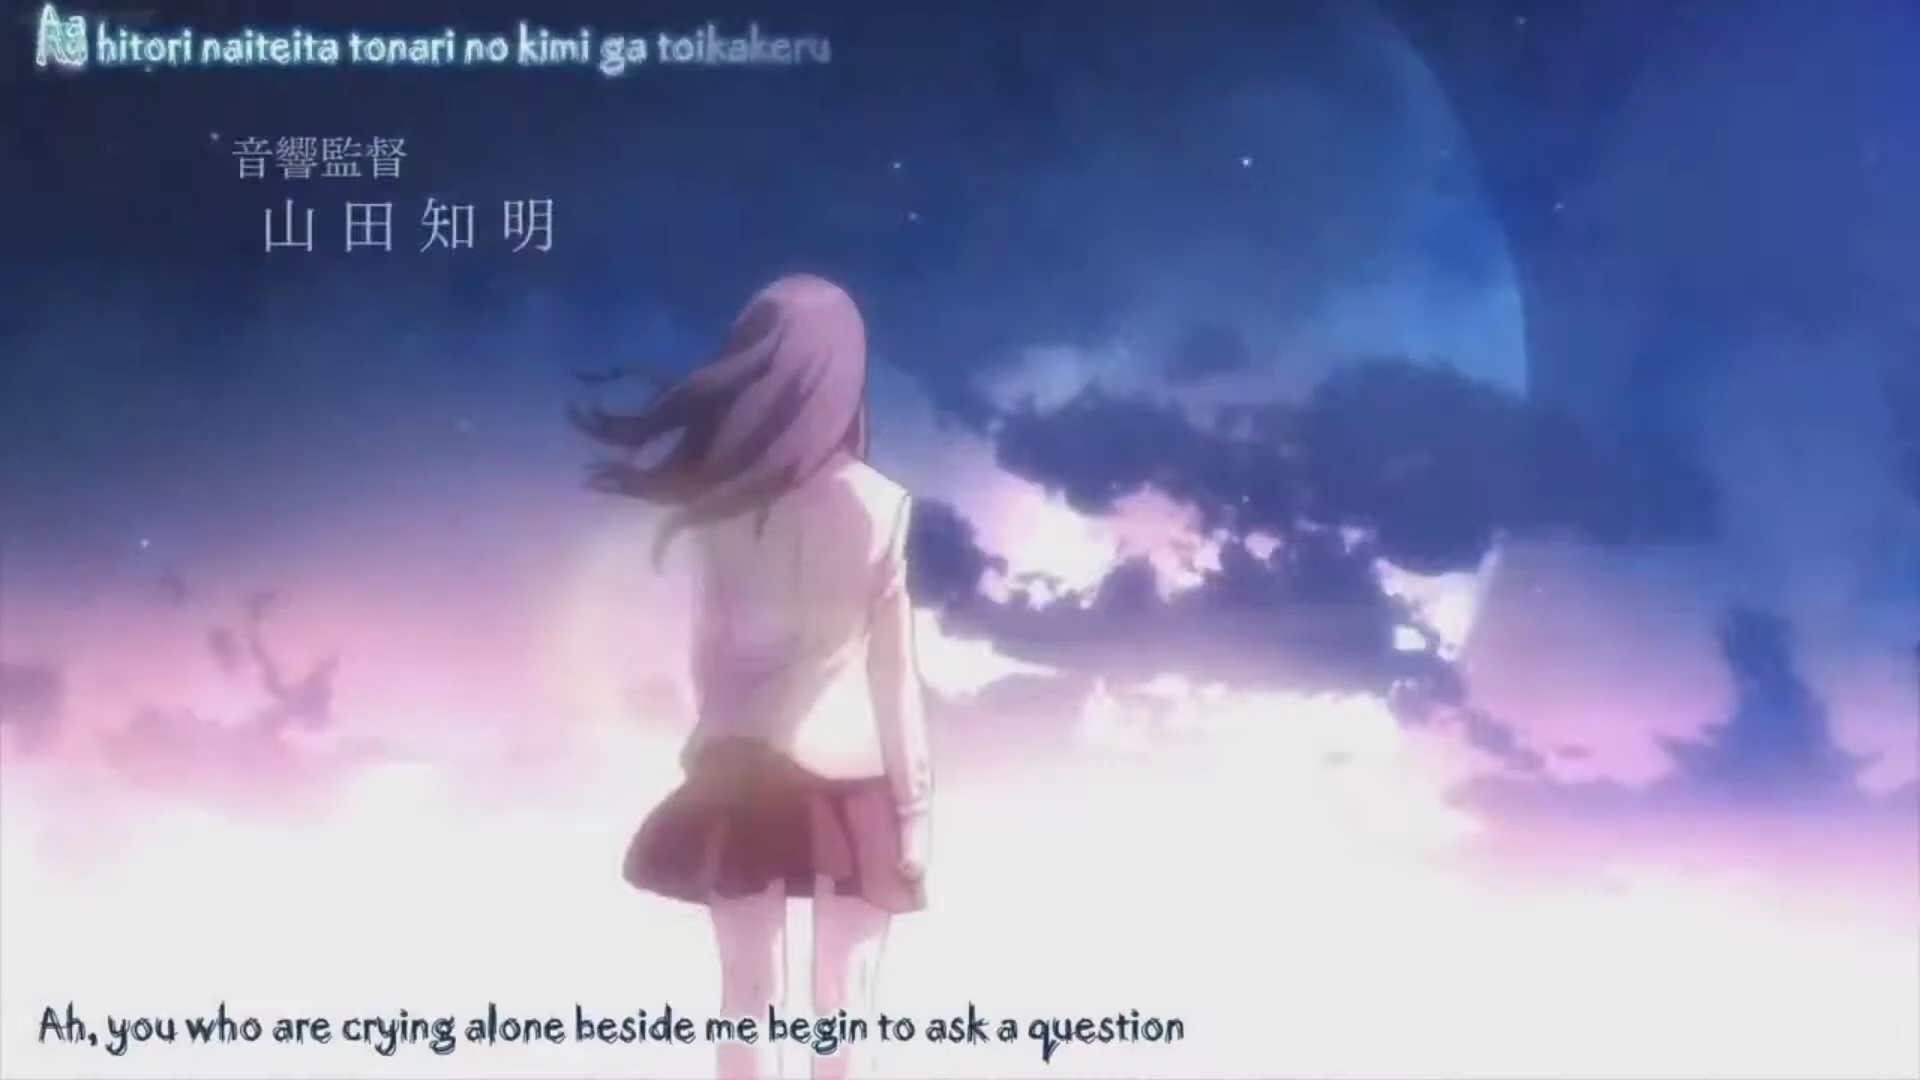 Aa hitori naiteita tonari no kimi ga toikakeru
音響監督
山田知明
Ah, you who are crying alone beside me begin to ask a question